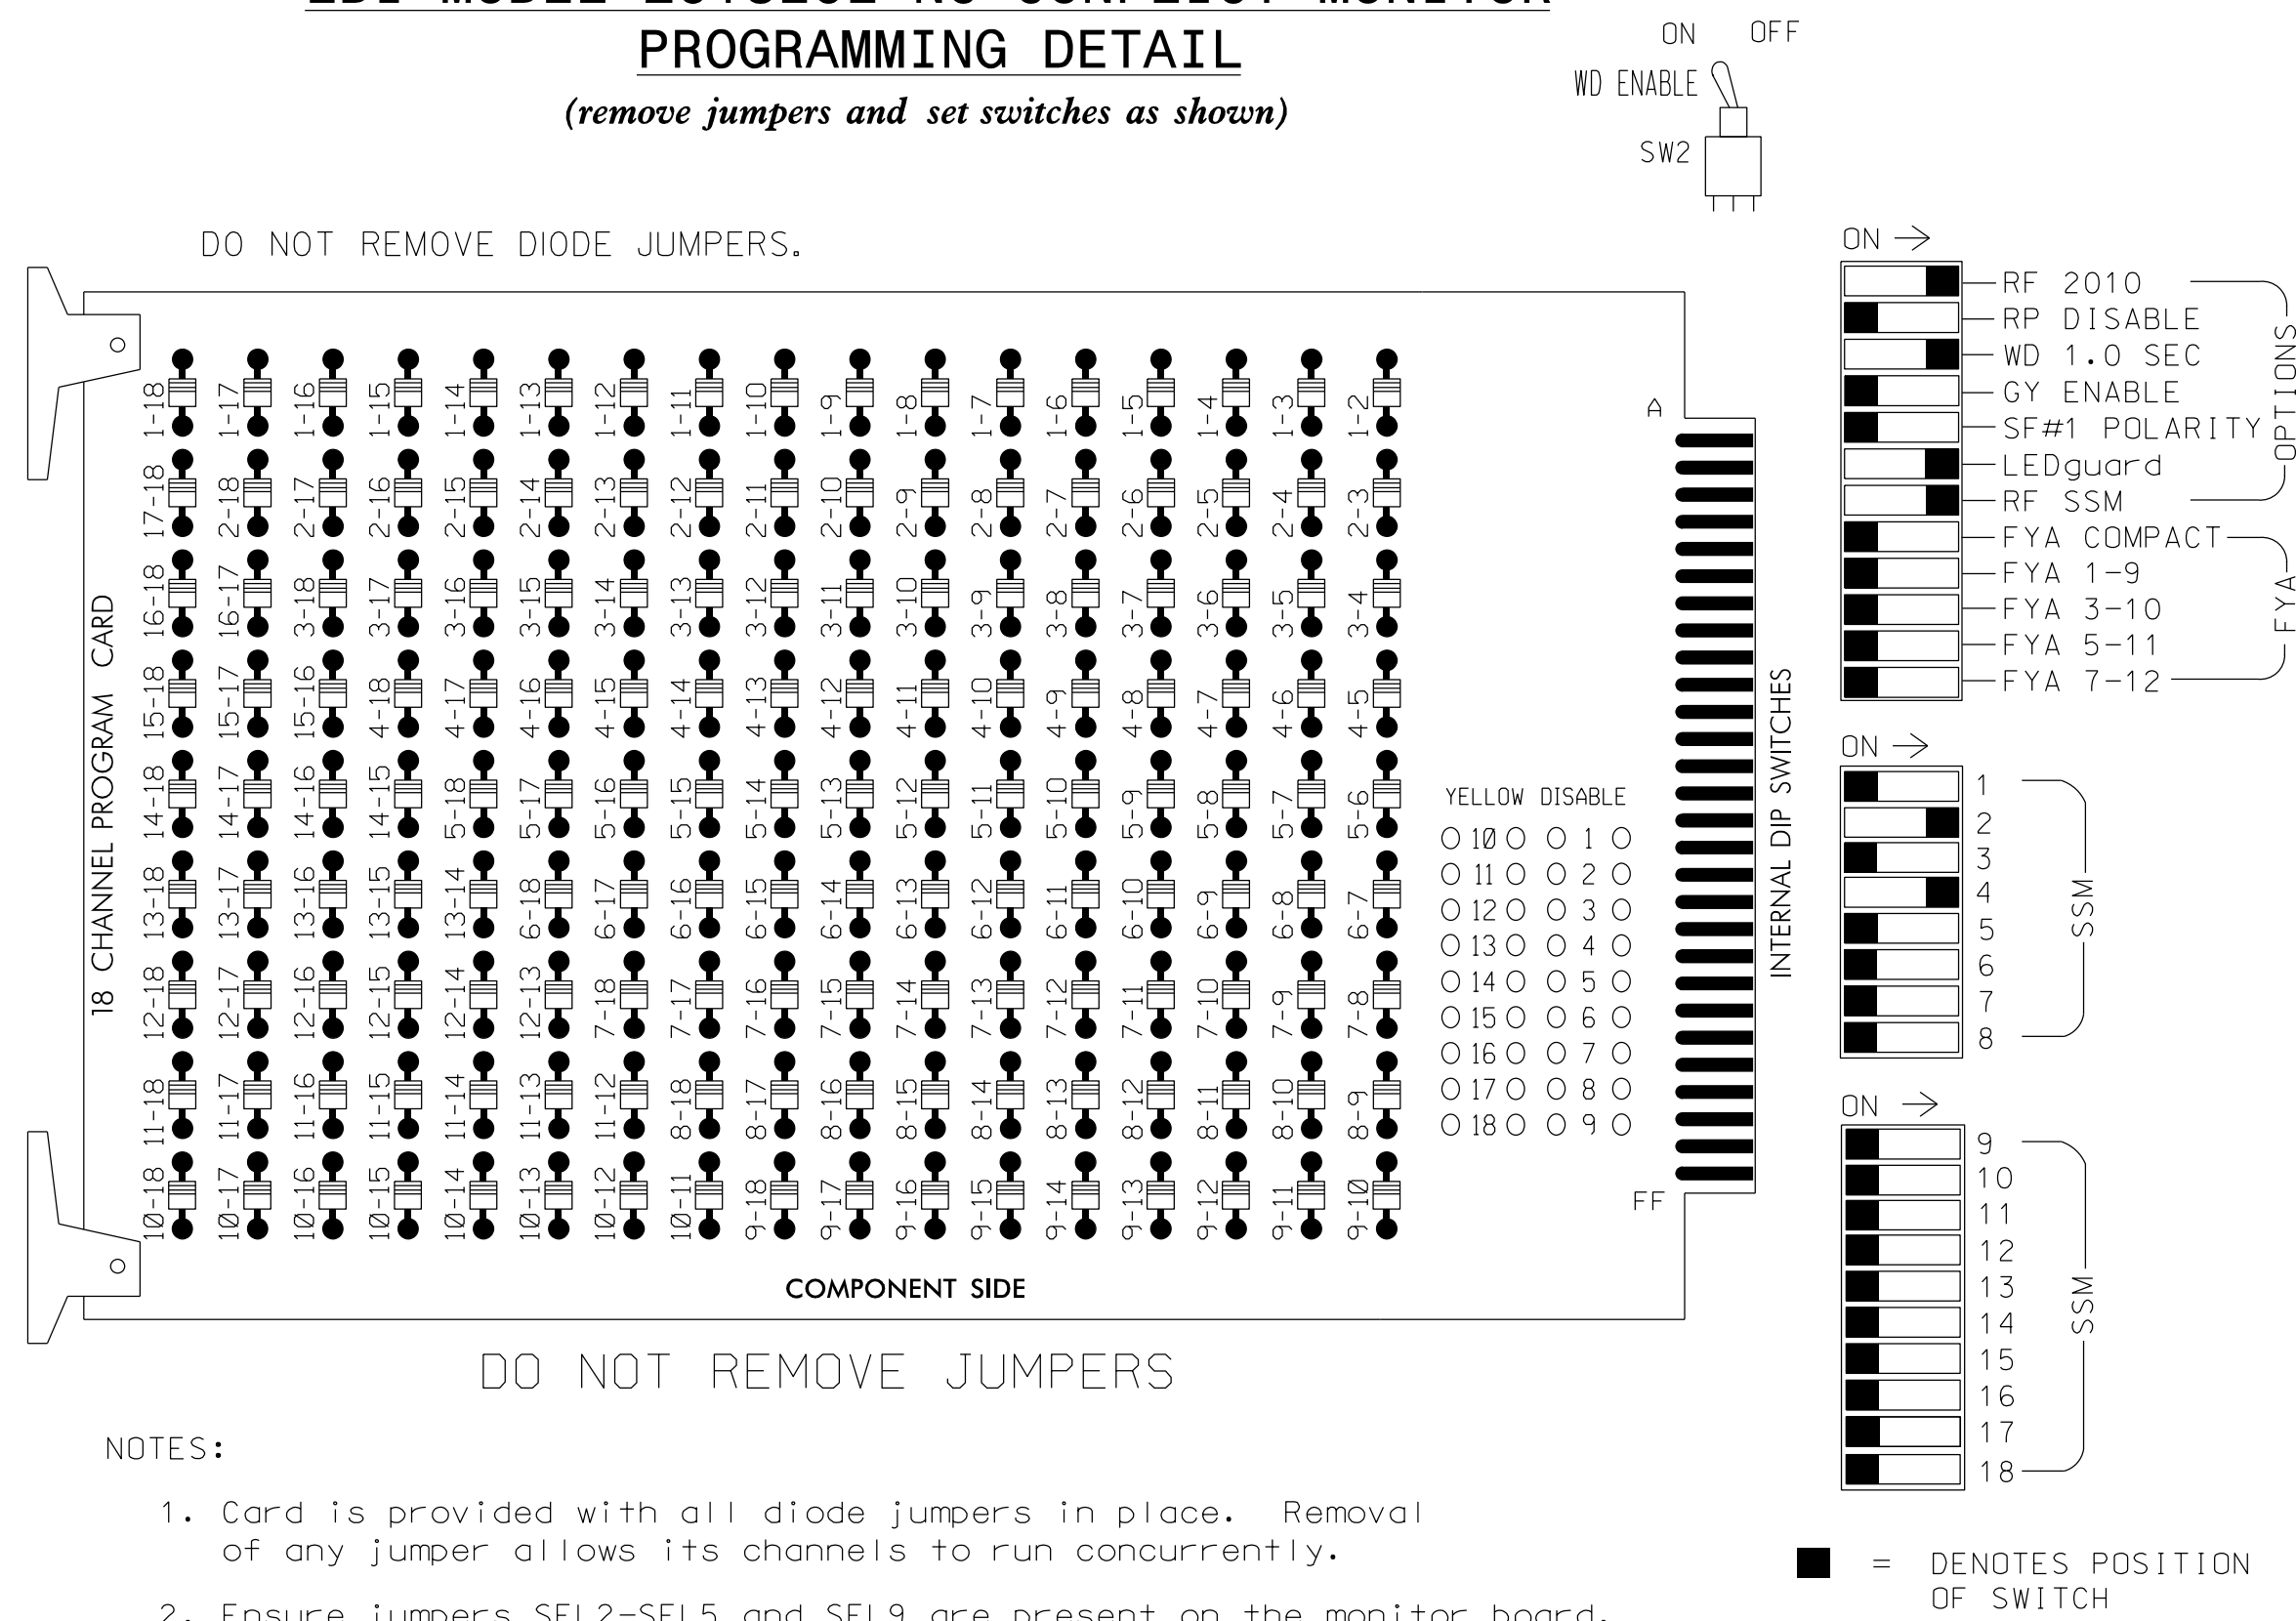 PROGRAMMING DETAIL
(remove jumpers and set switches as shown)
ON OFF
WD ENABLE
SW2
DO NOT REMOVE DIODE JUMPERS.
1-18 1-17 1-16 1-15 1-14 1-13 1-12 1-11 1-10 1-9 1-8 1-7 1-6 1-5 1-4 1-3 1-2
17-18 2-18 2-17 2-16 2-15 2-14 2-13 2-12 2-11 2-10 2-9 2-8 2-7 2-6 2-5 2-4 2-3
16-18 16-17 3-18 3-17 3-16 3-15 3-14 3-13 3-12 3-11 3-10 3-9 3-8 3-7 3-6 3-5 3-4
15-18 15-17 15-16 4-18 4-17 4-16 4-15 4-14 4-13 4-12 4-11 4-10 4-9 4-8 4-7 4-6 4-5
14-18 14-17 14-16 14-15 5-18 5-17 5-16 5-15 5-14 5-13 5-12 5-11 5-10 5-9 5-8 5-7 5-6
13-18 13-17 13-16 13-15 13-14 6-18 6-17 6-16 6-15 6-14 6-13 6-12 6-11 6-10 6-9 6-8 6-7
12-18 12-17 12-16 12-15 12-14 12-13 7-18 7-17 7-16 7-15 7-14 7-13 7-12 7-11 7-10 7-9 7-8
11-18 11-17 11-16 11-15 11-14 11-13 11-12 8-18 8-17 8-16 8-15 8-14 8-13 8-12 8-11 8-10 8-9
10-18 10-17 10-16 10-15 10-14 10-13 10-12 10-11 9-18 9-17 9-16 9-15 9-14 9-13 9-12 9-11 9-10
18 CHANNEL PROGRAM CARD
A
YELLOW DISABLE
10 1
11 2
12 3
13 4
14 5
15 6
16 7
17 8
18 9
FF
COMPONENT SIDE
INTERNAL DIP SWITCHES
ON →
RF 2010
RP DISABLE
WD 1.0 SEC
GY ENABLE
SF#1 POLARITY
LEDguard
RF SSM
OPTIONS
FYA COMPACT
FYA 1-9
FYA 3-10
FYA 5-11
FYA 7-12
FYA
ON →
1
2
3
4
5
6
7
8
SSM
ON →
9
10
11
12
13
14
15
16
17
18
SSM
DO NOT REMOVE JUMPERS
NOTES:
1. Card is provided with all diode jumpers in place. Removal
of any jumper allows its channels to run concurrently.
2. Ensure jumpers SEL2-SEL5 and SEL9 are present on the monitor board.
= DENOTES POSITION
OF SWITCH